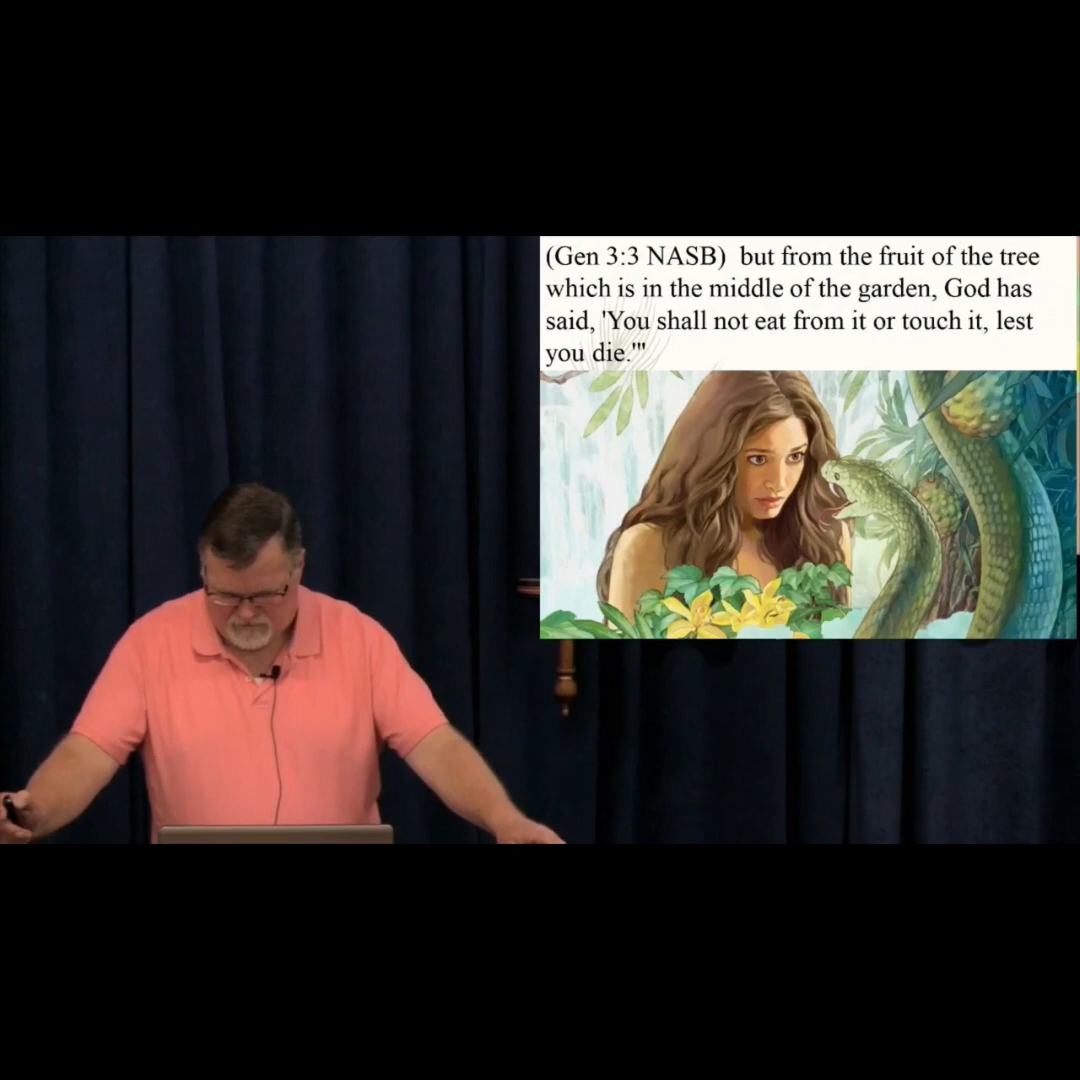 (Gen 3:3 NASB)  but from the fruit of the tree
which is in the middle of the garden, God has
said, 'You shall not eat from it or touch it, lest
you die.'"